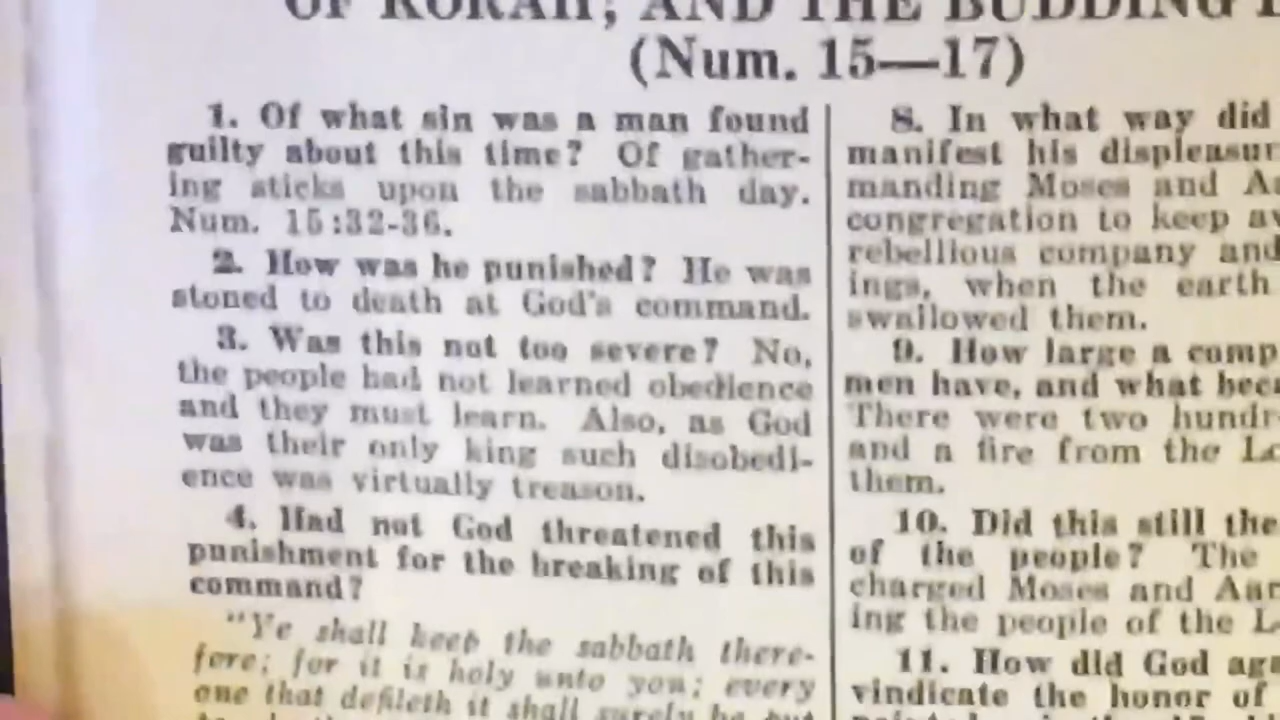 OF KORAH; AND THE BUDDING
(Num. 15—17)
1. Of what sin was a man found
guilty about this time? Of gather-
ing sticks upon the sabbath day.
Num. 15:32-36.
2. How was he punished? He was
stoned to death at God's command.
3. Was this not too severe? No,
the people had not learned obedience
and they must learn. Also, as God
was their only king such disobedi-
ence was virtually treason.
4. Had not God threatened this
punishment for the breaking of this
command?
"Ye shall keep the sabbath there-
fore; for it is holy unto you; every
one that defileth it shall surely be put
8. In what way did
manifest his displeasur
manding Moses and A
congregation to keep a
rebellious company and
ings, when the earth
swallowed them.
9. How large a comp
men have, and what bec
There were two hundr
and a fire from the Lo
them.
10. Did this still the
of the people? The
charged Moses and Aar
ing the people of the L
11. How did God aga
vindicate the honor of